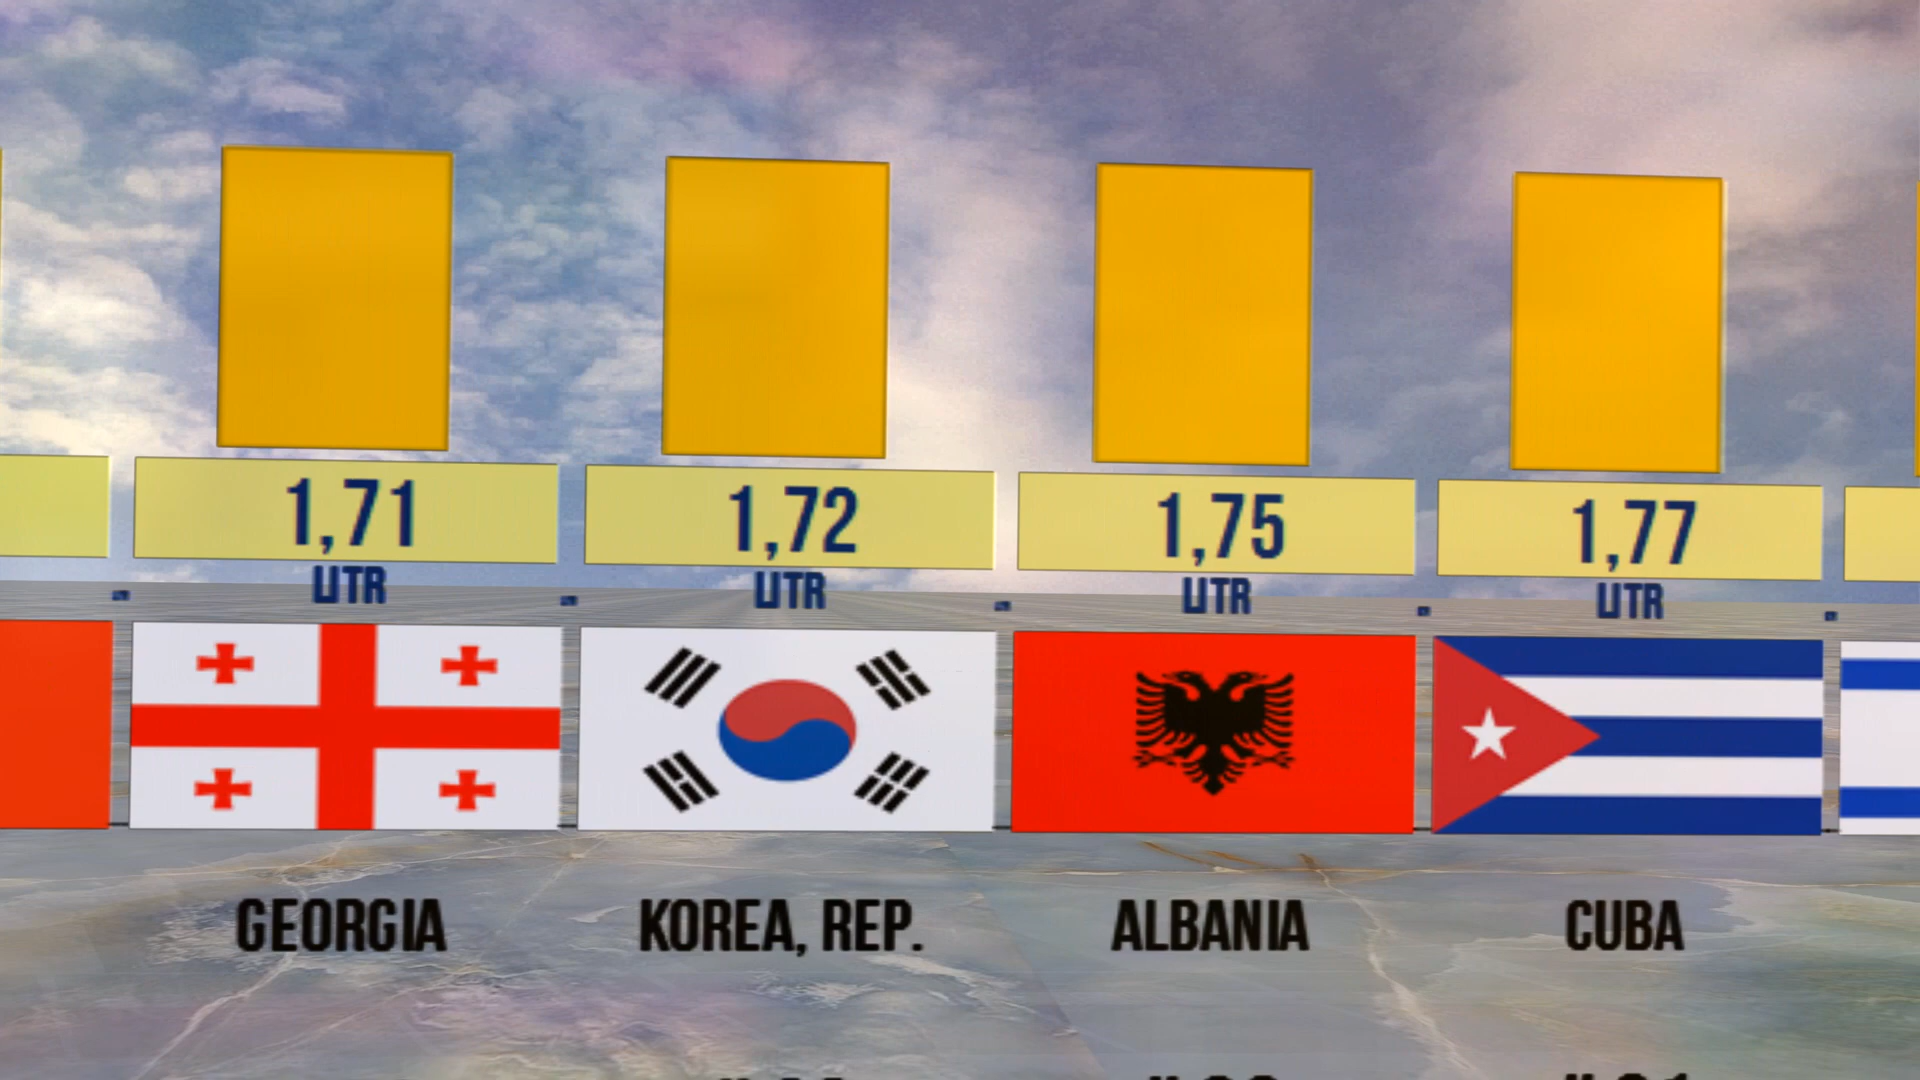 1,71
1,72
1,75
1,77
LITR
LITR
LITR
LITR
GEORGIA
KOREA, REP.
ALBANIA
CUBA